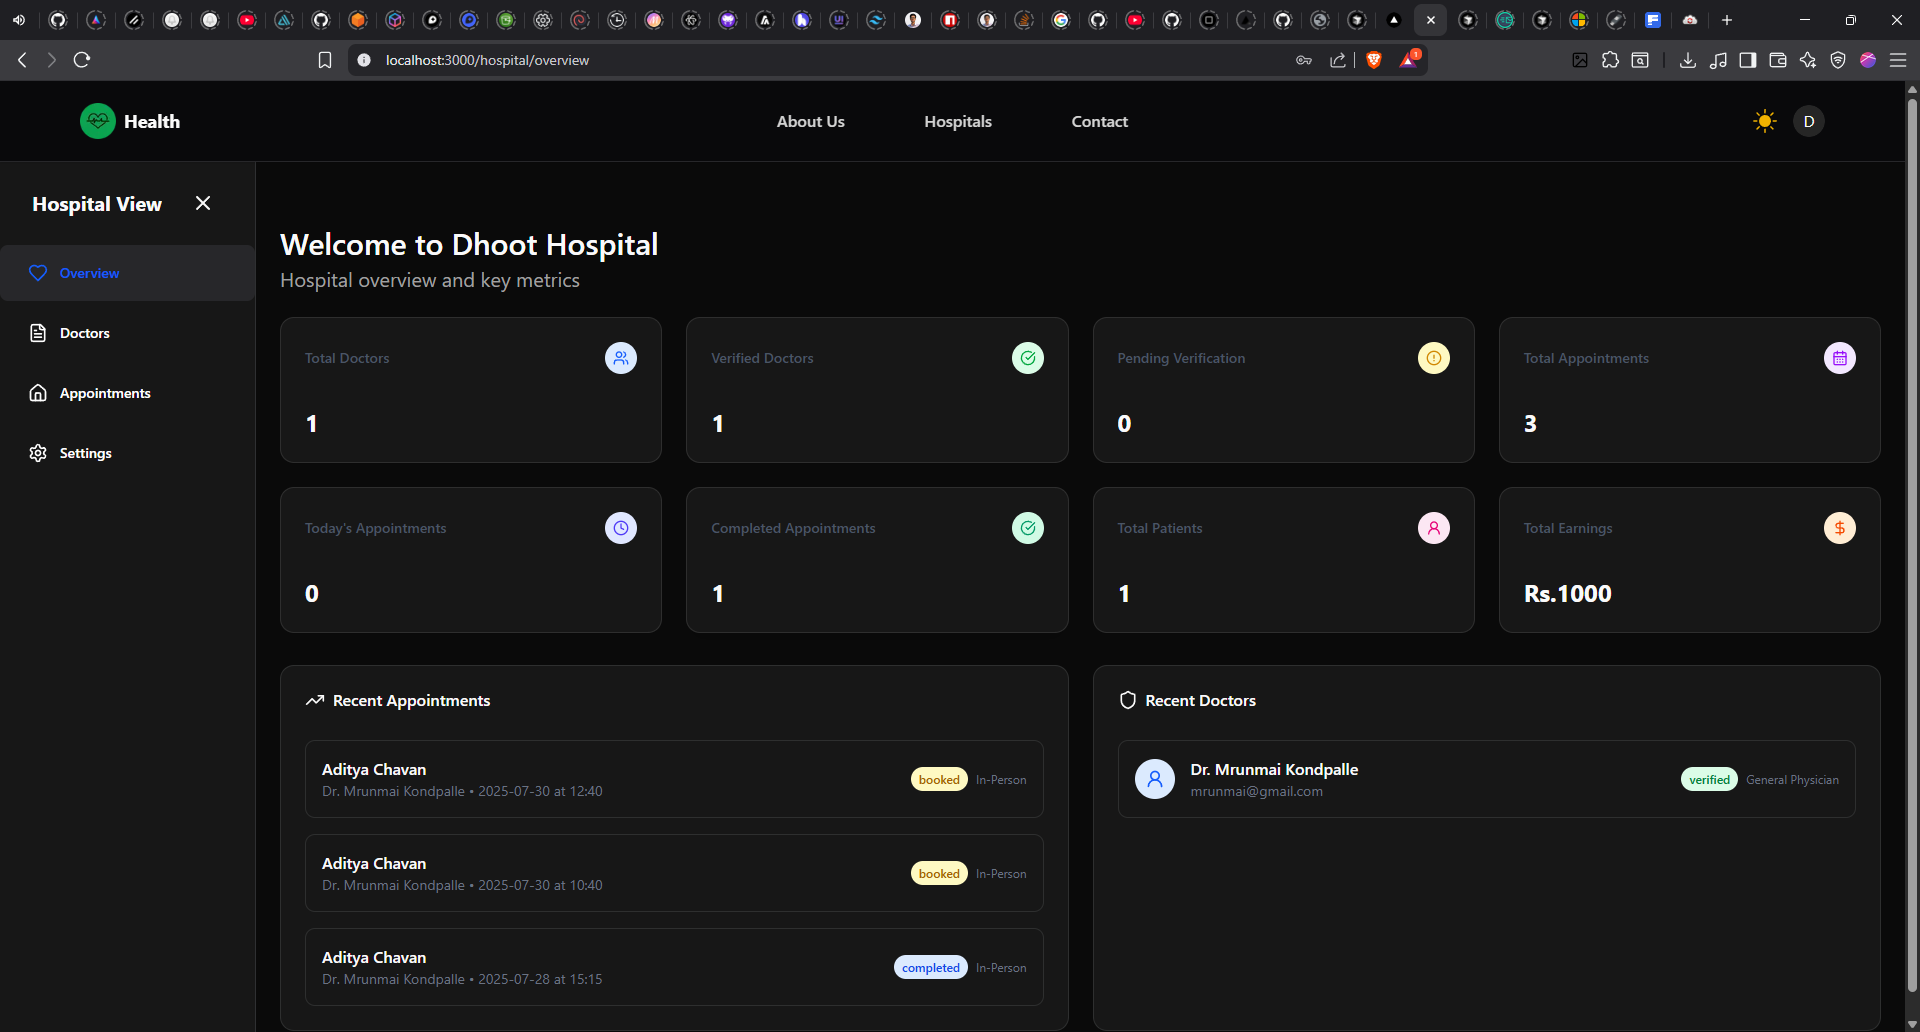 localhost:3000/hospital/overview
1
Health
About Us
Hospitals
Contact
D
Hospital View
Overview
Doctors
Appointments
Settings
Welcome to Dhoot Hospital
Hospital overview and key metrics
Total Doctors
1
Verified Doctors
1
Pending Verification
0
Total Appointments
3
Today's Appointments
0
Completed Appointments
1
Total Patients
1
Total Earnings
Rs.1000
Recent Appointments
Aditya Chavan
Dr. Mrunmai Kondpalle • 2025-07-30 at 12:40
booked
In-Person
Aditya Chavan
Dr. Mrunmai Kondpalle • 2025-07-30 at 10:40
booked
In-Person
Aditya Chavan
Dr. Mrunmai Kondpalle • 2025-07-28 at 15:15
completed
In-Person
Recent Doctors
Dr. Mrunmai Kondpalle
mrunmai@gmail.com
verified
General Physician